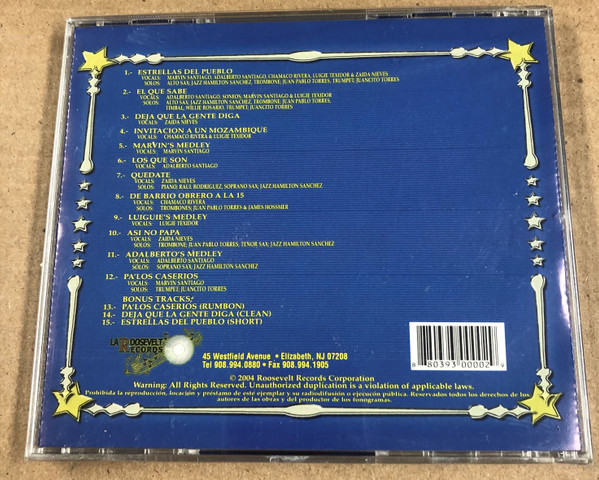 1.- ESTRELLAS DEL PUEBLO
VOCALS: MARVIN SANTIAGO, ADALBERTO SANTIAGO, CHAMACO RIVERA, LUIGIE TEXIDOR & ZAIDA NIEVES
SOLOS: ALTO SAX; JAZZ HAMILTON SANCHEZ, TROMBONE; JUAN PABLO TORRES, TRUMPET; JUANCITO TORRES
2.- EL QUE SABE
VOCALS: ADALBERTO SANTIAGO, SONEOS; MARVIN SANTIAGO & LUIGIE TEXIDOR
SOLOS: ALTO SAX; JAZZ HAMILTON SANCHEZ, TROMBONE; JUAN PABLO TORRES,
TIMBAL, WILLIE ROSARIO, TRUMPET; JUANCITO TORRES
3.- DEJA QUE LA GENTE DIGA
VOCALS: ZAIDA NIEVES
4.- INVITACION A UN MOZAMBIQUE
VOCALS: CHAMACO RIVERA & LUIGIE TEXIDOR
5.- MARVIN'S MEDLEY
VOCALS: MARVIN SANTIAGO
6.- LOS QUE SON
VOCALS: ADALBERTO SANTIAGO
7.- QUEDATE
VOCALS: ZAIDA NIEVES
SOLOS: PIANO; RAUL RODRIGUEZ, SOPRANO SAX; JAZZ HAMILTON SANCHEZ
8.- DE BARRIO OBRERO A LA 15
VOCALS: CHAMACO RIVERA
SOLOS: TROMBONES; JUAN PABLO TORRES & JAMES HOSSMER
9.- LUIGUIE'S MEDLEY
VOCALS: LUIGIE TEXIDOR
10.- ASI NO PAPA
VOCALS: ZAIDA NIEVES
SOLOS: TROMBONE; JUAN PABLO TORRES, TENOR SAX; JAZZ HAMILTON SANCHEZ
11.- ADALBERTO'S MEDLEY
VOCALS: ADALBERTO SANTIAGO
SOLOS: SOPRANO SAX; JAZZ HAMILTON SANCHEZ
12.- PA'LOS CASERIOS
VOCALS: MARVIN SANTIAGO
SOLOS: TRUMPET; JUANCITO TORRES
BONUS TRACKS;
13.- PA'LOS CASERIOS (RUMBON)
14.- DEJA QUE LA GENTE DIGA (CLEAN)
15.- ESTRELLAS DEL PUEBLO (SHORT)
LA ROOSEVELT
RECORDS
45 Westfield Avenue • Elizabeth, NJ 07208
Tel 908.994.0880 • Fax 908.994.1905
8 80393 00002 9
© 2004 Roosevelt Records Corporation
Warning: All Rights Reserved. Unauthorized duplication is a violation of applicable laws.
Prohibida la reproducción, locación y préstamo de este ejemplar y su radiodifusión o ejecución pública. Reservados todos los derechos de los
autores de las obras y del productor de los fonogramas.